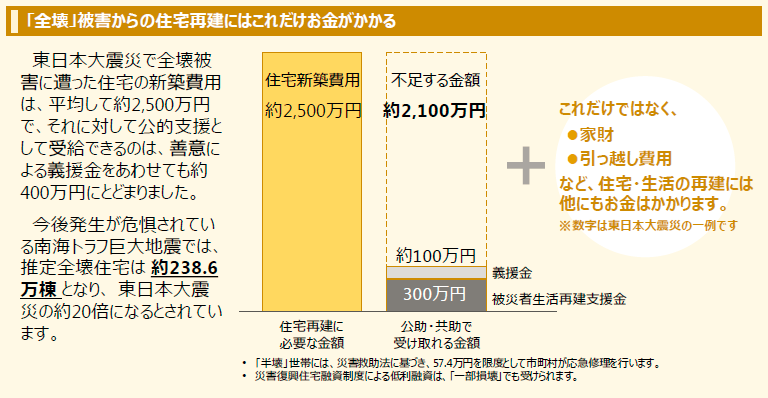 「全壊」被害からの住宅再建にはこれだけお金がかかる
東日本大震災で全壊被
害に遭った住宅の新築費用
は、平均して約2,500万円
で、それに対して公的支援と
して受給できるのは、善意に
よる義援金をあわせても約
400万円にとどまりました。
今後発生が危惧されてい
る南海トラフ巨大地震では、
推定全壊住宅は 約238.6
万棟 となり、東日本大震
災の約20倍になるとされてい
ます。
住宅新築費用
約2,500万円
不足する金額
約2,100万円
約100万円
300万円
義援金
被災者生活再建支援金
住宅再建に
必要な金額
公助・共助で
受け取れる金額
+
これだけではなく、
●家財
●引っ越し費用
など、住宅・生活の再建には
他にもお金はかかります。
※数字は東日本大震災の一例です
• 「半壊」世帯には、災害救助法に基づき、57.4万円を限度として市町村が応急修理を行います。
• 災害復興住宅融資制度による低利融資は、「一部損壊」でも受けられます。